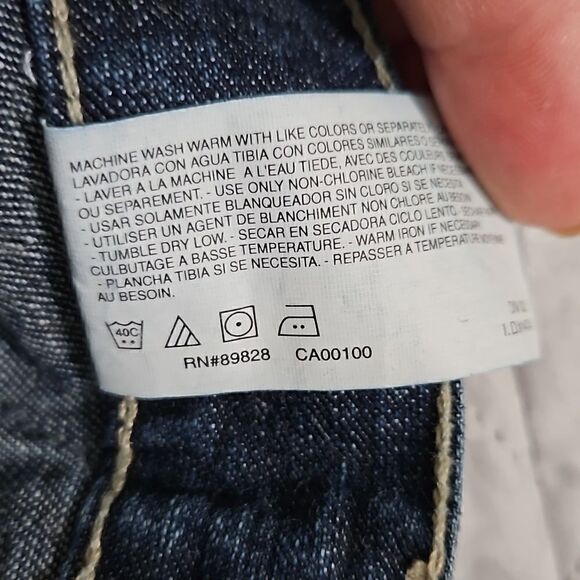 MACHINE WASH WARM WITH LIKE COLORS OR SEPARATELY
LAVADORA CON AGUA TIBIA CON COLORES SIMILARES O
- LAVER A LA MACHINE A L'EAU TIEDE, AVEC DES COULEURS
OU SEPAREMENT. - USE ONLY NON-CHLORINE BLEACH IF
- USAR SOLAMENTE BLANQUEADOR SIN CLORO SI SE NECESITA
- UTILISER UN AGENT DE BLANCHIMENT NON CHLORE AU BESOIN
- TUMBLE DRY LOW. - SECAR EN SECADORA CICLO LENTO.
CULBUTAGE A BASSE TEMPERATURE. - WARM IRON IF NECESSARY
- PLANCHA TIBIA SI SE NECESITA. - REPASSER A TEMPERATURE MOYENNE
AU BESOIN.
40C
RN#89828 CA00100